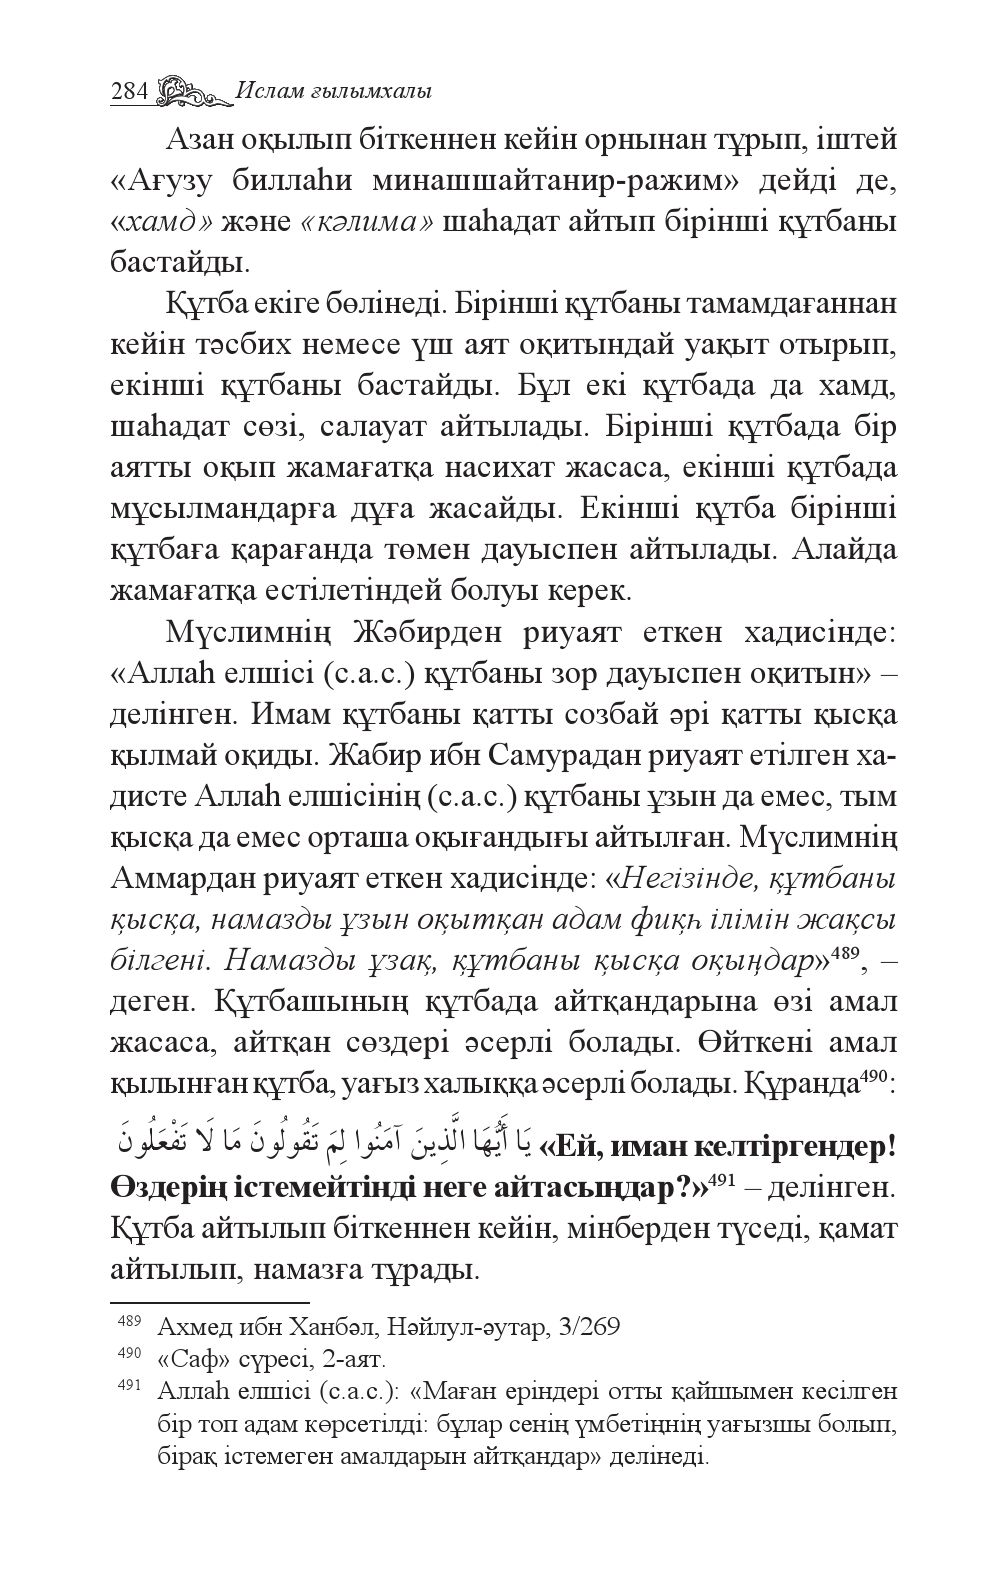 284 Ислам ғылымхалы
Азан оқылып біткеннен кейін орнынан тұрып, іштей
«Ағузу биллаһи минашшайтанир-ражим» дейді де,
«хамд» және «кәлима» шаһадат айтып бірінші құтбаны
бастайды.
Құтба екіге бөлінеді. Бірінші құтбаны тамамдағаннан
кейін тәсбих немесе үш аят оқитындай уақыт отырып,
екінші құтбаны бастайды. Бұл екі құтбада да хамд,
шаһадат сөзі, салауат айтылады. Бірінші құтбада бір
аятты оқып жамағатқа насихат жасаса, екінші құтбада
мұсылмандарға дұға жасайды. Екінші құтба бірінші
құтбаға қарағанда төмен дауыспен айтылады. Алайда
жамағатқа естілетіндей болуы керек.
Мүслимнің Жәбирден риуаят еткен хадисінде:
«Аллаһ елшісі (с.а.с.) құтбаны зор дауыспен оқитын» –
делінген. Имам құтбаны қатты созбай әрі қатты қысқа
қылмай оқиды. Жабир ибн Самурадан риуаят етілген ха-
дисте Аллаһ елшісінің (с.а.с.) құтбаны ұзын да емес, тым
қысқа да емес орташа оқығандығы айтылған. Мүслимнің
Аммардан риуаят еткен хадисінде: «Негізінде, құтбаны
қысқа, намазды ұзын оқытқан адам фиқһ ілімін жақсы
білгені. Намазды ұзақ, құтбаны қысқа оқыңдар»489, –
деген. Құтбашының құтбада айтқандарына өзі амал
жасаса, айтқан сөздері әсерлі болады. Өйткені амал
қылынған құтба, уағыз халыққа әсерлі болады. Құранда490:
يَا أَيُّهَا الَّذِينَ آمَنُوا لِمَ تَقُولُونَ مَا لَا تَفْعَلُونَ «Ей, иман келтіргендер!
Өздерің істемейтінді неге айтасыңдар?»491 – делінген.
Құтба айтылып біткеннен кейін, мінберден түседі, қамат
айтылып, намазға тұрады.
489 Ахмед ибн Ханбәл, Нәйлул-әутар, 3/269
490 «Саф» сүресі, 2-аят.
491 Аллаһ елшісі (с.а.с.): «Маған еріндері отты қайшымен кесілген
бір топ адам көрсетілді: бұлар сенің үмбетіңнің уағызшы болып,
бірақ істемеген амалдарын айтқандар» делінеді.